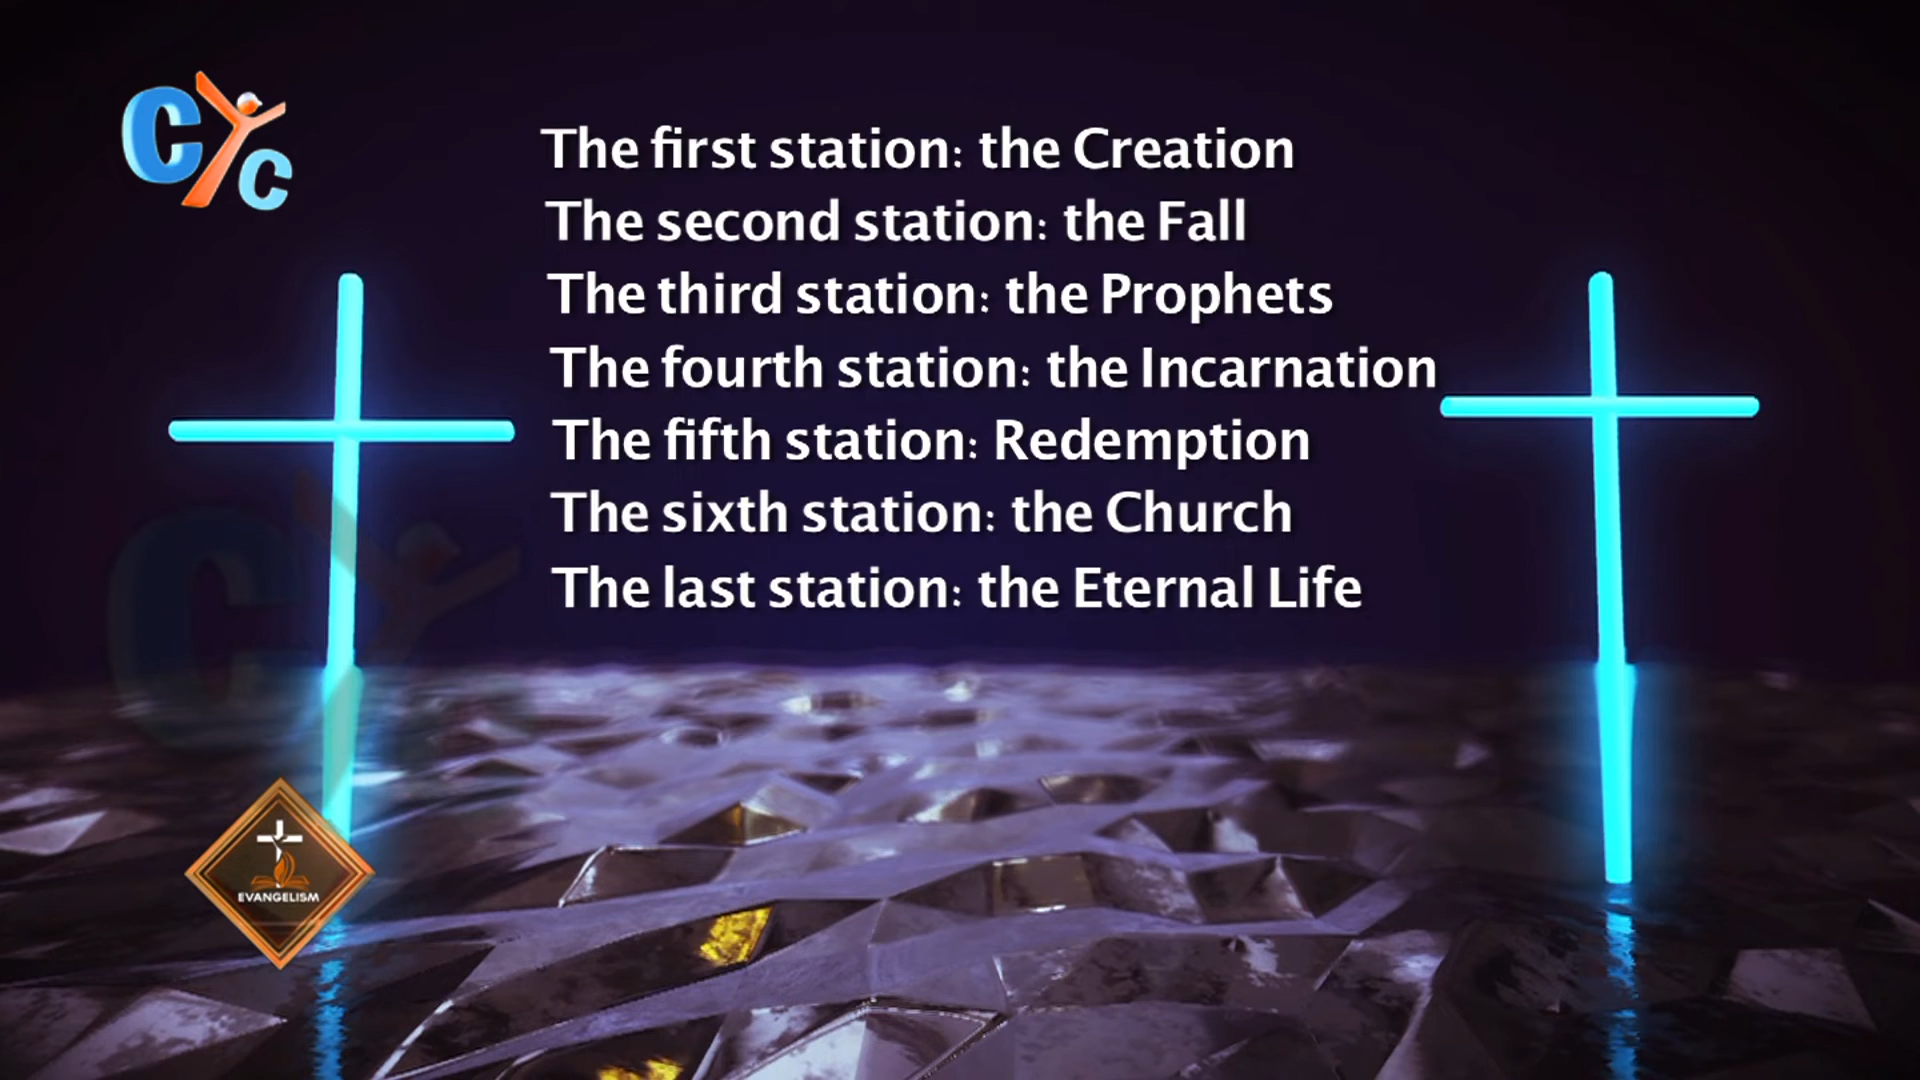 CYC
The first station: the Creation
The second station: the Fall
The third station: the Prophets
The fourth station: the Incarnation
The fifth station: Redemption
The sixth station: the Church
The last station: the Eternal Life
EVANGELISM